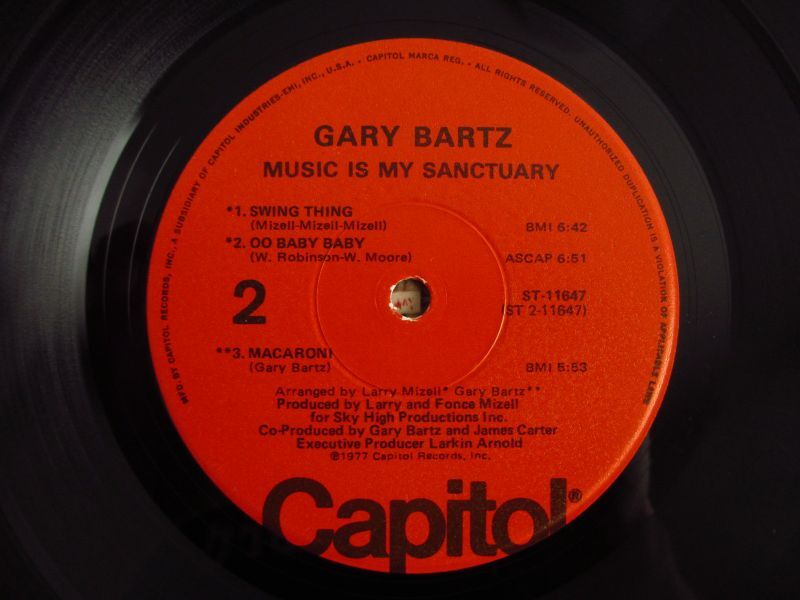 MFD. BY CAPITOL RECORDS, INC., A SUBSIDIARY OF CAPITOL INDUSTRIES-EMI, INC., U.S.A. • CAPITOL MARCA REG. • ALL RIGHTS RESERVED. UNAUTHORIZED DUPLICATION IS A VIOLATION OF APPLICABLE LAWS
GARY BARTZ
MUSIC IS MY SANCTUARY
*1. SWING THING
(Mizell-Mizell-Mizell) BMI 6:42
*2. OO BABY BABY
(W. Robinson-W. Moore) ASCAP 6:51
2
ST-11647
(ST 2-11647)
**3. MACARONI
(Gary Bartz) BMI 5:53
Arranged by Larry Mizell* Gary Bartz**
Produced by Larry and Fonce Mizell
for Sky High Productions Inc.
Co-Produced by Gary Bartz and James Carter
Executive Producer Larkin Arnold
℗1977 Capitol Records, Inc.
Capitol®